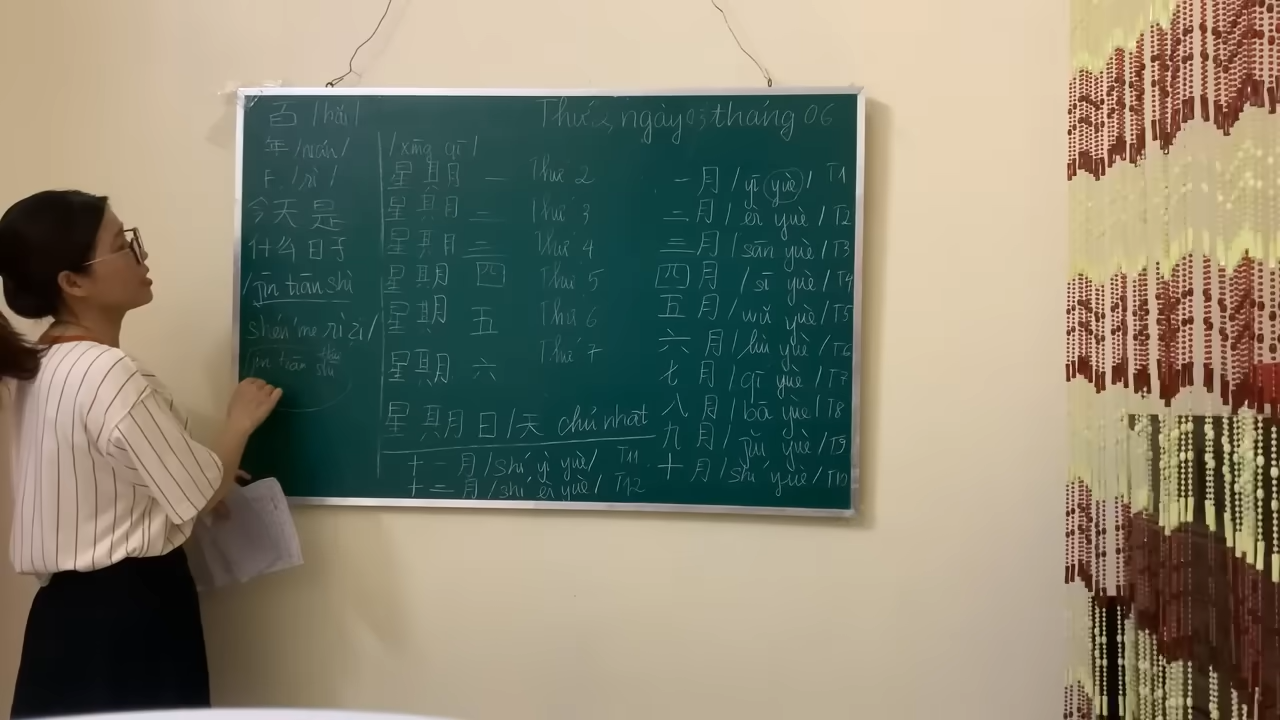 百 /bǎi/
Thứ 2, ngày 03 tháng 06
年 /nián/
/rì/
今天是
什么日子
/jīn tiān shì
shén me rì zi/
jīn tiān
/xīng qī/
星期一 Thứ 2
星期二 Thứ 3
星期三 Thứ 4
星期四 Thứ 5
星期五 Thứ 6
星期六 Thứ 7
星期日/天 chủ nhật
一月 /yī yuè/ T1
二月 /èr yuè/ T2
三月 /sān yuè/ T3
四月 /sī yuè/ T4
五月 /wǔ yuè/ T5
六月 /liù yuè/ T6
七月 /qī yuè/ T7
八月 /bā yuè/ T8
九月 /jiǔ yuè/ T9
十月 /shí yuè/ T10
十一月 /shí yì yuè/ T11
十二月 /shí èr yuè/ T12